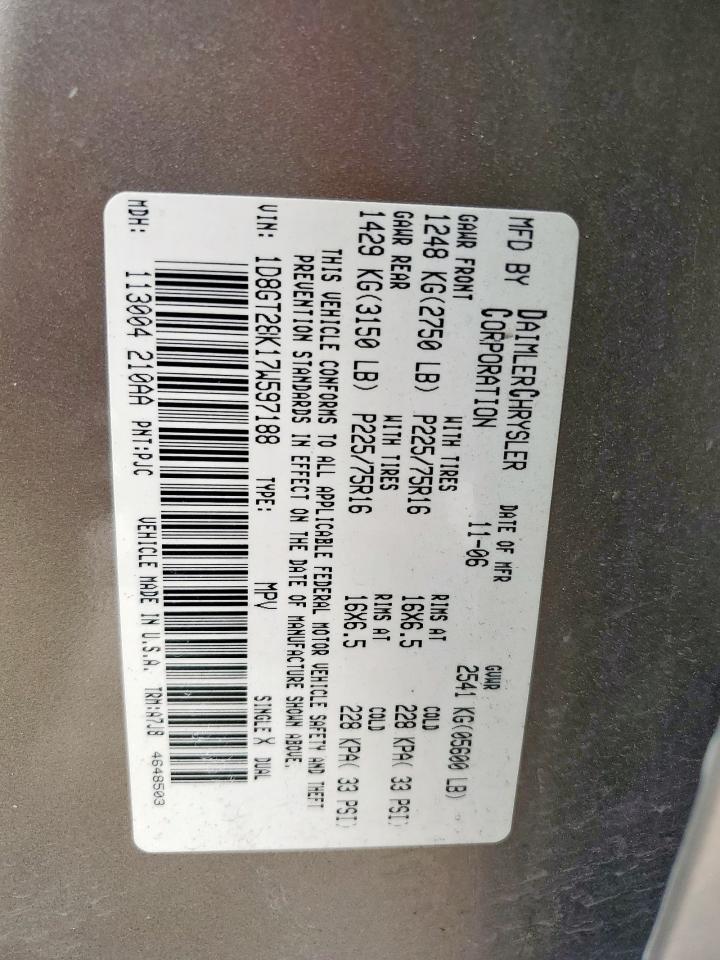 MFD BY DAIMLERCHRYSLER CORPORATION
DATE OF MFR 11-06
GVWR 2541 KG(05600 LB)
GAWR FRONT WITH TIRES RIMS AT COLD
1248 KG(2750 LB) P225/75R16 16X6.5 228 KPA( 33 PSI)
GAWR REAR WITH TIRES RIMS AT COLD
1429 KG(3150 LB) P225/75R16 16X6.5 228 KPA( 33 PSI)
THIS VEHICLE CONFORMS TO ALL APPLICABLE FEDERAL MOTOR VEHICLE SAFETY AND THEFT
PREVENTION STANDARDS IN EFFECT ON THE DATE OF MANUFACTURE SHOWN ABOVE.
VIN: 1D8GT28K17W597188 TYPE: MPV SINGLE X DUAL
MDH: 113004 210AA PNT:PJC VEHICLE MADE IN U.S.A. TRM:A7J8 4648503